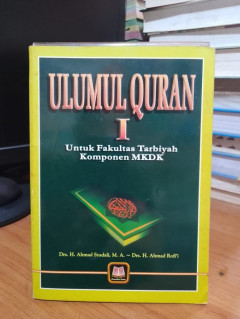 ULUMUL QURAN
I
Untuk Fakultas Tarbiyah
Komponen MKDK
Drs. H. Ahmad Syadali, M. A. – Drs. H. Ahmad Rofi'i